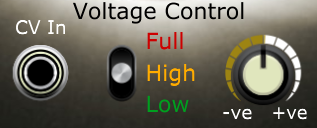 Voltage Control
CV In
Full
High
Low
-ve +ve